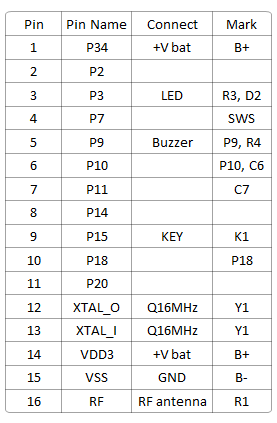 Pin Pin Name Connect Mark
1 P34 +V bat B+
2 P2
3 P3 LED R3, D2
4 P7 SWS
5 P9 Buzzer P9, R4
6 P10 P10, C6
7 P11 C7
8 P14
9 P15 KEY K1
10 P18 P18
11 P20
12 XTAL_O Q16MHz Y1
13 XTAL_I Q16MHz Y1
14 VDD3 +V bat B+
15 VSS GND B-
16 RF RF antenna R1